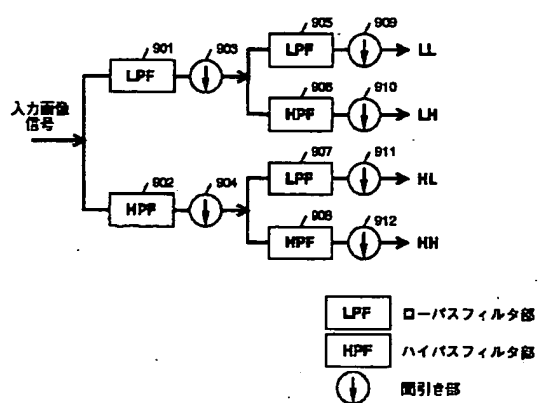 905
909
901
903
LPF
LL
LPF
906
910
HPF
LH
入力画像
信号
907
911
902
904
LPF
HL
HPF
908
912
HPF
HH
LPF
ローパスフィルタ部
HPF
ハイパスフィルタ部
間引き部